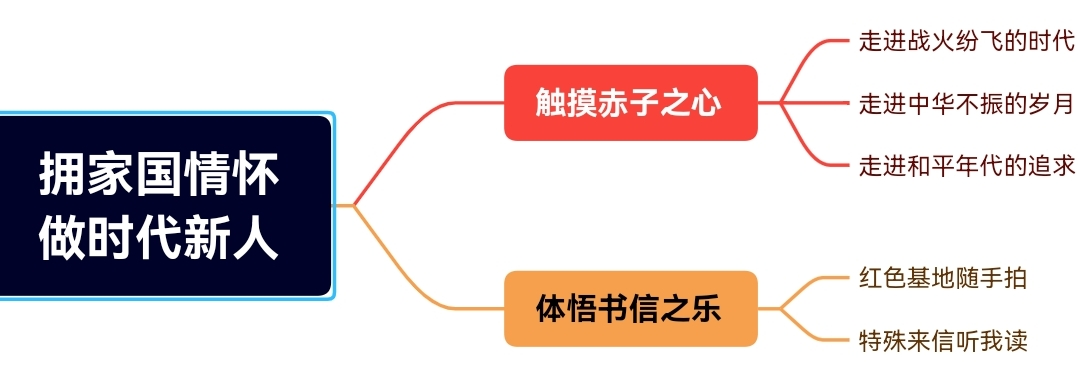 拥家国情怀
做时代新人
触摸赤子之心
走进战火纷飞的时代
走进中华不振的岁月
走进和平年代的追求
体悟书信之乐
红色基地随手拍
特殊来信听我读